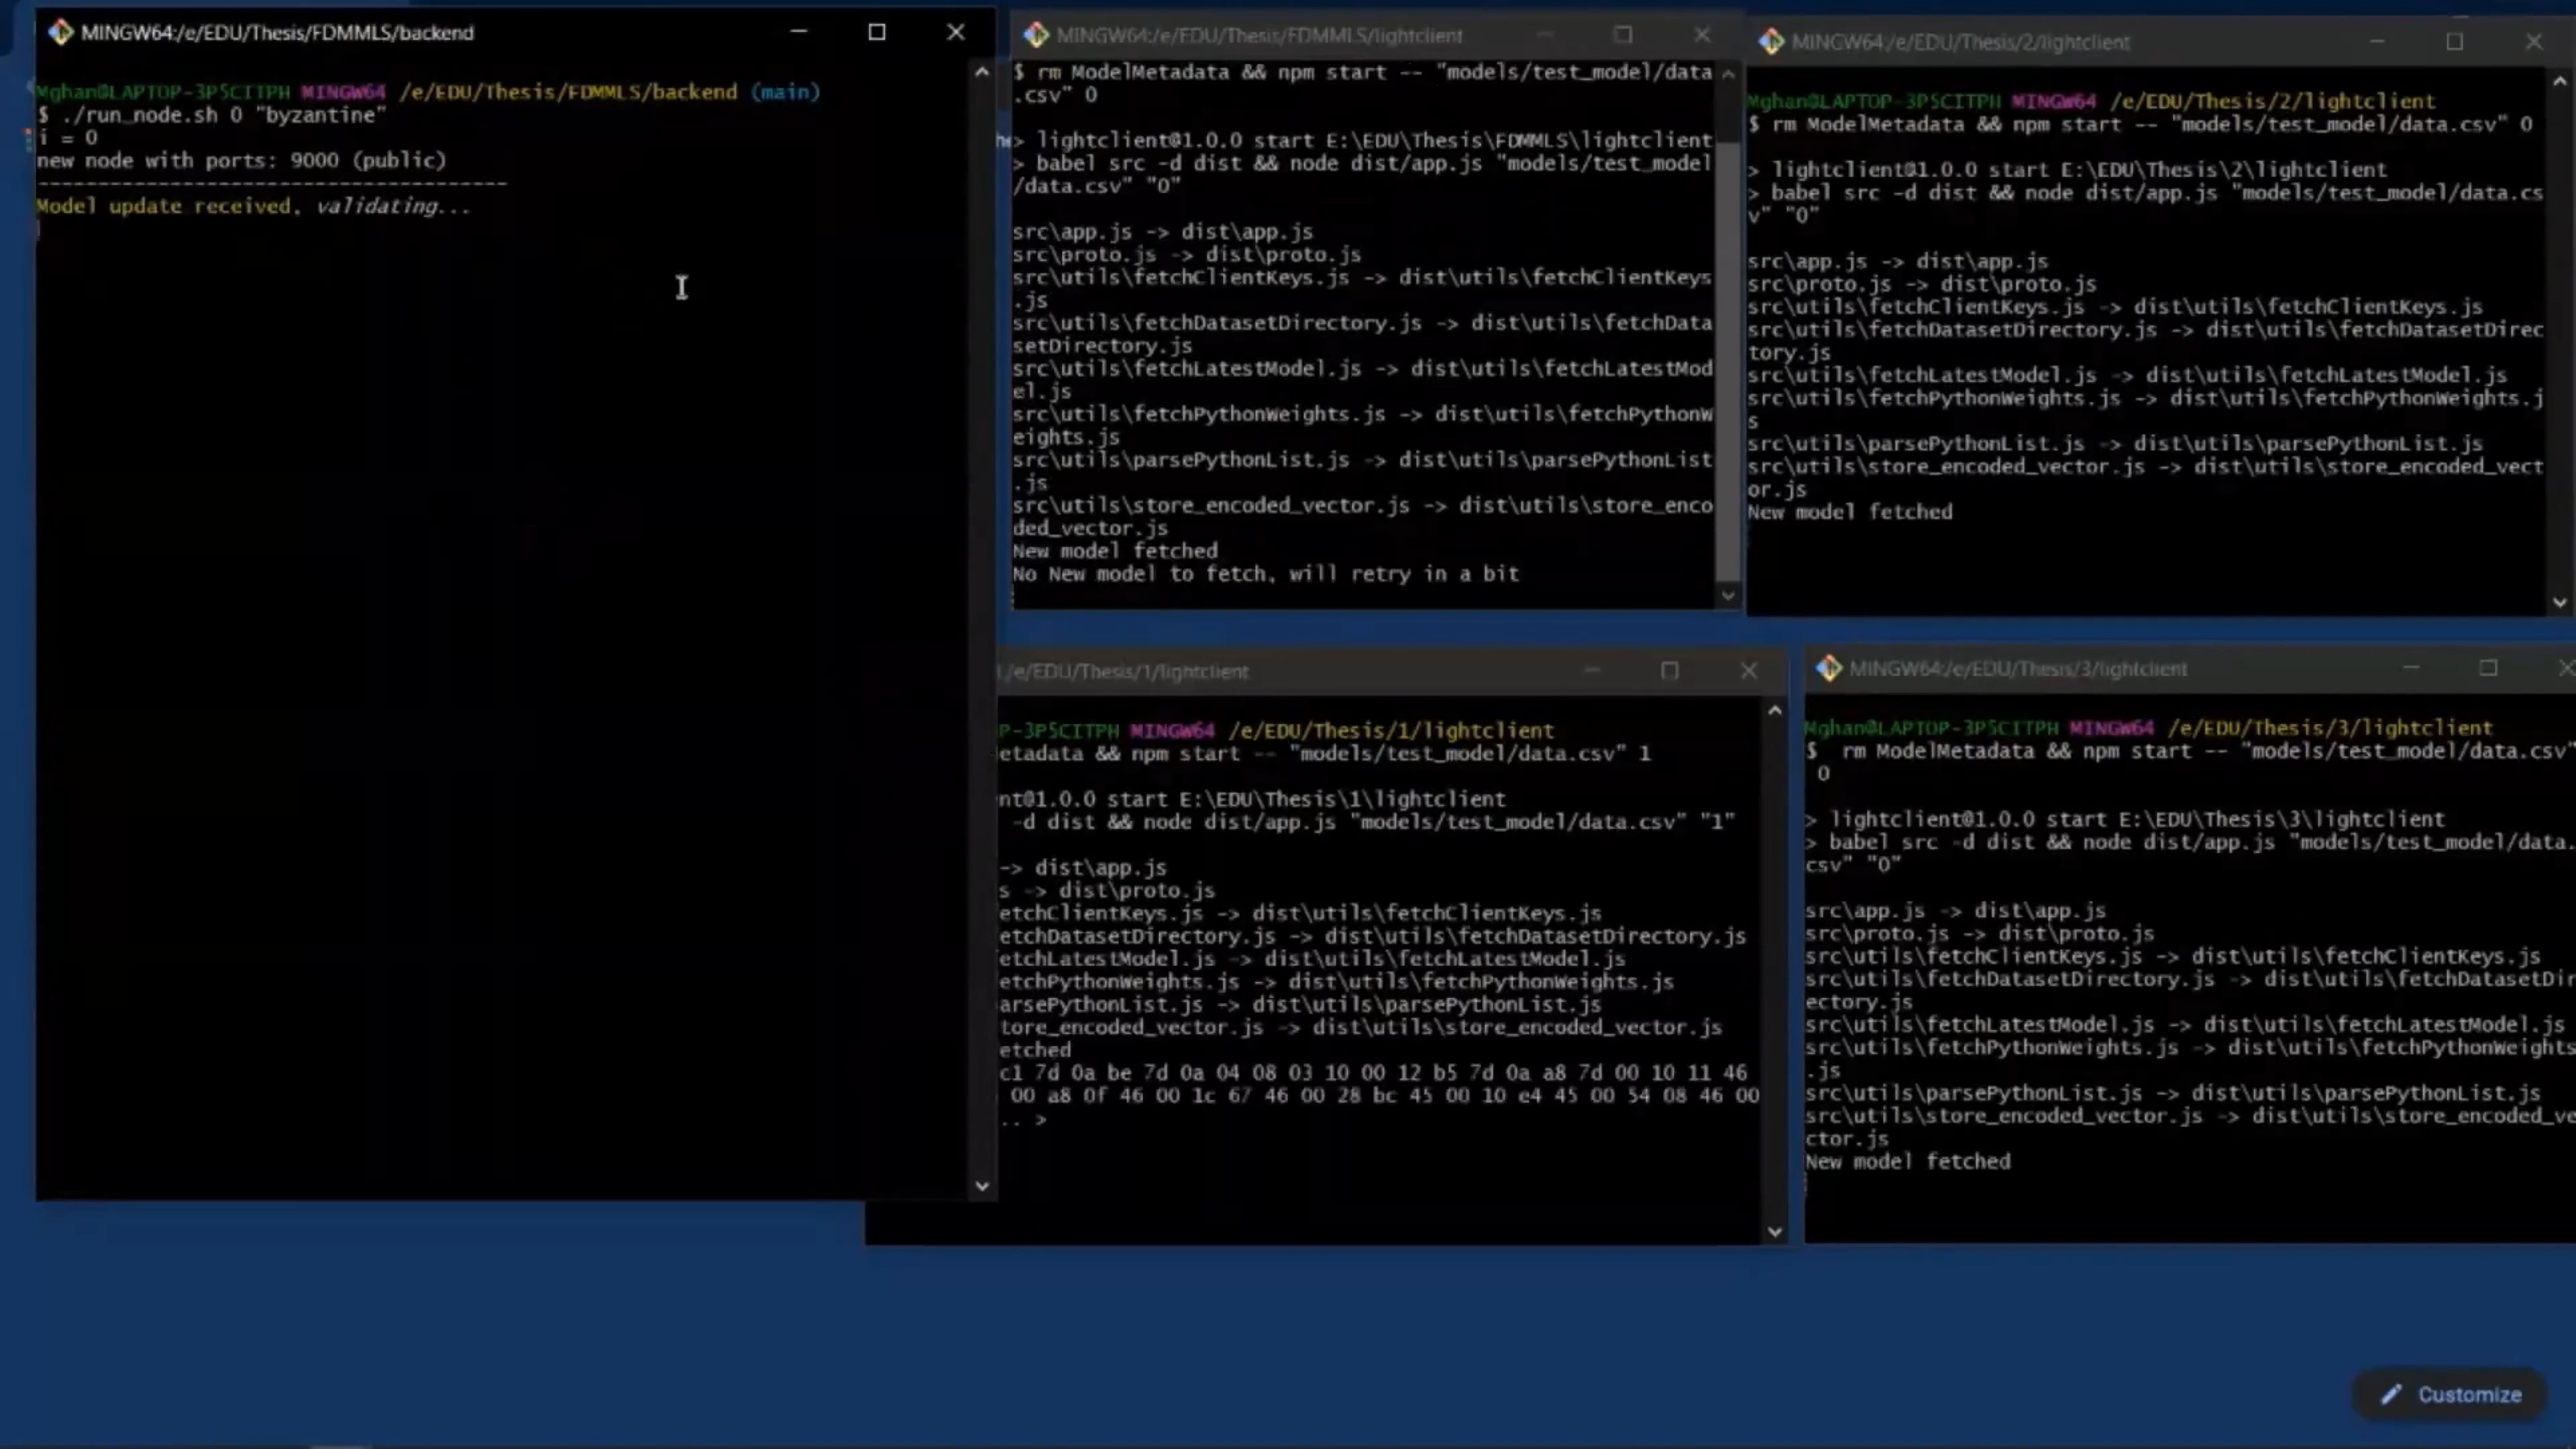 MINGW64:/e/EDU/Thesis/FDMMLS/backend
Mghan@LAPTOP-3P5CITPH MINGW64 /e/EDU/Thesis/FDMMLS/backend (main)
$ ./run_node.sh 0 "byzantine"
i = 0
new node with ports: 9000 (public)
---------------------------------------
Model update received, validating...
MINGW64:/e/EDU/Thesis/FDMMLS/lightclient
$ rm ModelMetadata && npm start -- "models/test_model/data
.csv" 0
> lightclient@1.0.0 start E:\EDU\Thesis\FDMMLS\lightclient
> babel src -d dist && node dist/app.js "models/test_model
/data.csv" "0"
src\app.js -> dist\app.js
src\proto.js -> dist\proto.js
src\utils\fetchClientKeys.js -> dist\utils\fetchClientKeys
.js
src\utils\fetchDatasetDirectory.js -> dist\utils\fetchData
setDirectory.js
src\utils\fetchLatestModel.js -> dist\utils\fetchLatestMod
el.js
src\utils\fetchPythonWeights.js -> dist\utils\fetchPythonW
eights.js
src\utils\parsePythonList.js -> dist\utils\parsePythonList
.js
src\utils\store_encoded_vector.js -> dist\utils\store_enco
ded_vector.js
New model fetched
No New model to fetch, will retry in a bit
MINGW64:/e/EDU/Thesis/2/lightclient
Mghan@LAPTOP-3P5CITPH MINGW64 /e/EDU/Thesis/2/lightclient
$ rm ModelMetadata && npm start -- "models/test_model/data.csv" 0
> lightclient@1.0.0 start E:\EDU\Thesis\2\lightclient
> babel src -d dist && node dist/app.js "models/test_model/data.cs
v" "0"
src\app.js -> dist\app.js
src\proto.js -> dist\proto.js
src\utils\fetchClientKeys.js -> dist\utils\fetchClientKeys.js
src\utils\fetchDatasetDirectory.js -> dist\utils\fetchDatasetDirec
tory.js
src\utils\fetchLatestModel.js -> dist\utils\fetchLatestModel.js
src\utils\fetchPythonWeights.js -> dist\utils\fetchPythonWeights.j
s
src\utils\parsePythonList.js -> dist\utils\parsePythonList.js
src\utils\store_encoded_vector.js -> dist\utils\store_encoded_vect
or.js
New model fetched
/e/EDU/Thesis/1/lightclient
P-3P5CITPH MINGW64 /e/EDU/Thesis/1/lightclient
etadata && npm start -- "models/test_model/data.csv" 1
nt@1.0.0 start E:\EDU\Thesis\1\lightclient
-d dist && node dist/app.js "models/test_model/data.csv" "1"
-> dist\app.js
s -> dist\proto.js
etchClientKeys.js -> dist\utils\fetchClientKeys.js
etchDatasetDirectory.js -> dist\utils\fetchDatasetDirectory.js
etchLatestModel.js -> dist\utils\fetchLatestModel.js
etchPythonWeights.js -> dist\utils\fetchPythonWeights.js
arsePythonList.js -> dist\utils\parsePythonList.js
tore_encoded_vector.js -> dist\utils\store_encoded_vector.js
etched
c1 7d 0a be 7d 0a 04 08 03 10 00 12 b5 7d 0a a8 7d 00 10 11 46
00 a8 0f 46 00 1c 67 46 00 28 bc 45 00 10 e4 45 00 54 08 46 00
.. >
MINGW64:/e/EDU/Thesis/3/lightclient
Mghan@LAPTOP-3P5CITPH MINGW64 /e/EDU/Thesis/3/lightclient
$  rm ModelMetadata && npm start -- "models/test_model/data.csv"
0
> lightclient@1.0.0 start E:\EDU\Thesis\3\lightclient
> babel src -d dist && node dist/app.js "models/test_model/data.
csv" "0"
src\app.js -> dist\app.js
src\proto.js -> dist\proto.js
src\utils\fetchClientKeys.js -> dist\utils\fetchClientKeys.js
src\utils\fetchDatasetDirectory.js -> dist\utils\fetchDatasetDir
ectory.js
src\utils\fetchLatestModel.js -> dist\utils\fetchLatestModel.js
src\utils\fetchPythonWeights.js -> dist\utils\fetchPythonWeights
.js
src\utils\parsePythonList.js -> dist\utils\parsePythonList.js
src\utils\store_encoded_vector.js -> dist\utils\store_encoded_ve
ctor.js
New model fetched
Customize